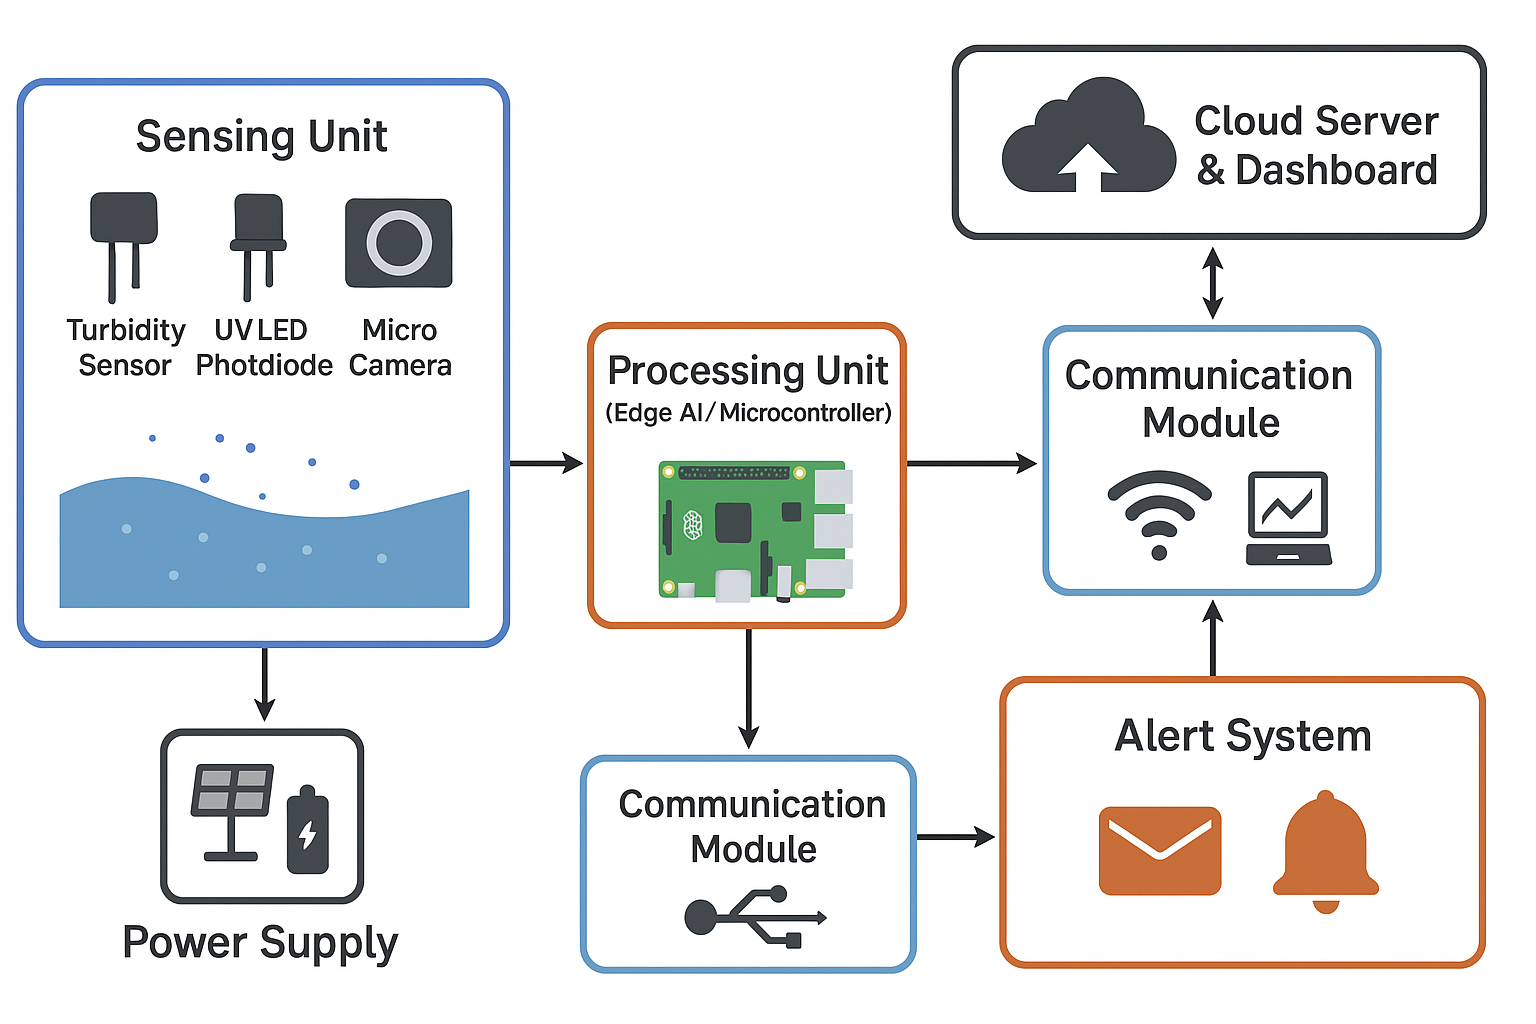 Sensing Unit
Turbidity
Sensor
UV LED
Photdiode
Micro
Camera
Power Supply
Processing Unit
(Edge AI/Microcontroller)
Communication
Module
Cloud Server
& Dashboard
Communication
Module
Alert System